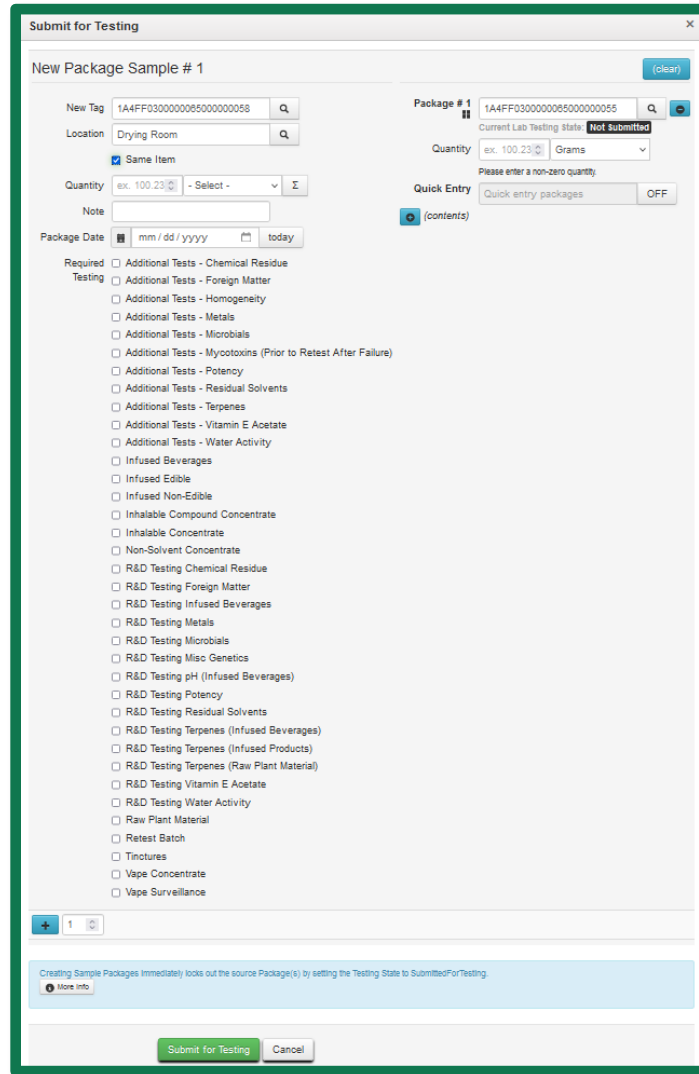 Submit for Testing ×
New Package Sample # 1 (clear)
New Tag 1A4FF0300000065000000058
Location Drying Room
Same Item
Quantity ex. 100.23 - Select - Σ
Note
Package Date mm / dd / yyyy today
Package # 1 1A4FF0300000065000000055
Current Lab Testing State: Not Submitted
Quantity ex. 100.23 Grams
Please enter a non-zero quantity.
Quick Entry Quick entry packages OFF
(contents)
Required Testing
Additional Tests - Chemical Residue
Additional Tests - Foreign Matter
Additional Tests - Homogeneity
Additional Tests - Metals
Additional Tests - Microbials
Additional Tests - Mycotoxins (Prior to Retest After Failure)
Additional Tests - Potency
Additional Tests - Residual Solvents
Additional Tests - Terpenes
Additional Tests - Vitamin E Acetate
Additional Tests - Water Activity
Infused Beverages
Infused Edible
Infused Non-Edible
Inhalable Compound Concentrate
Inhalable Concentrate
Non-Solvent Concentrate
R&D Testing Chemical Residue
R&D Testing Foreign Matter
R&D Testing Infused Beverages
R&D Testing Metals
R&D Testing Microbials
R&D Testing Misc Genetics
R&D Testing pH (Infused Beverages)
R&D Testing Potency
R&D Testing Residual Solvents
R&D Testing Terpenes (Infused Beverages)
R&D Testing Terpenes (Infused Products)
R&D Testing Terpenes (Raw Plant Material)
R&D Testing Vitamin E Acetate
R&D Testing Water Activity
Raw Plant Material
Retest Batch
Tinctures
Vape Concentrate
Vape Surveillance
+ 1
Creating Sample Packages immediately locks out the source Package(s) by setting the Testing State to SubmittedForTesting.
More Info
Submit for Testing Cancel